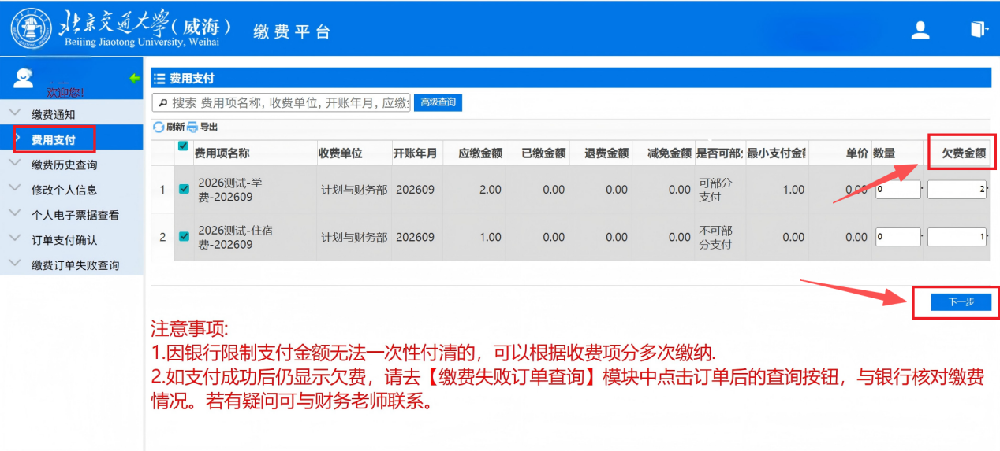 北京交通大学(威海) 缴费平台
Beijing Jiaotong University, Weihai
欢迎您!
缴费通知
费用支付
缴费历史查询
修改个人信息
个人电子票据查看
订单支付确认
缴费订单失败查询
费用支付
搜索 费用项名称, 收费单位, 开账年月, 应缴 高级查询
刷新 导出
费用项名称 收费单位 开账年月 应缴金额 已缴金额 退费金额 减免金额 是否可部分 最小支付金 单价 数量 欠费金额
1 2026测试-学费-202609 计划与财务部 202609 2.00 0.00 0.00 0.00 可部分支付 1.00 0.00 0 2
2 2026测试-住宿费-202609 计划与财务部 202609 1.00 0.00 0.00 0.00 不可部分支付 0.00 0.00 0 1
下一步
注意事项:
1.因银行限制支付金额无法一次性付清的，可以根据收费项分多次缴纳.
2.如支付成功后仍显示欠费，请去【缴费失败订单查询】模块中点击订单后的查询按钮，与银行核对缴费
情况。若有疑问可与财务老师联系。